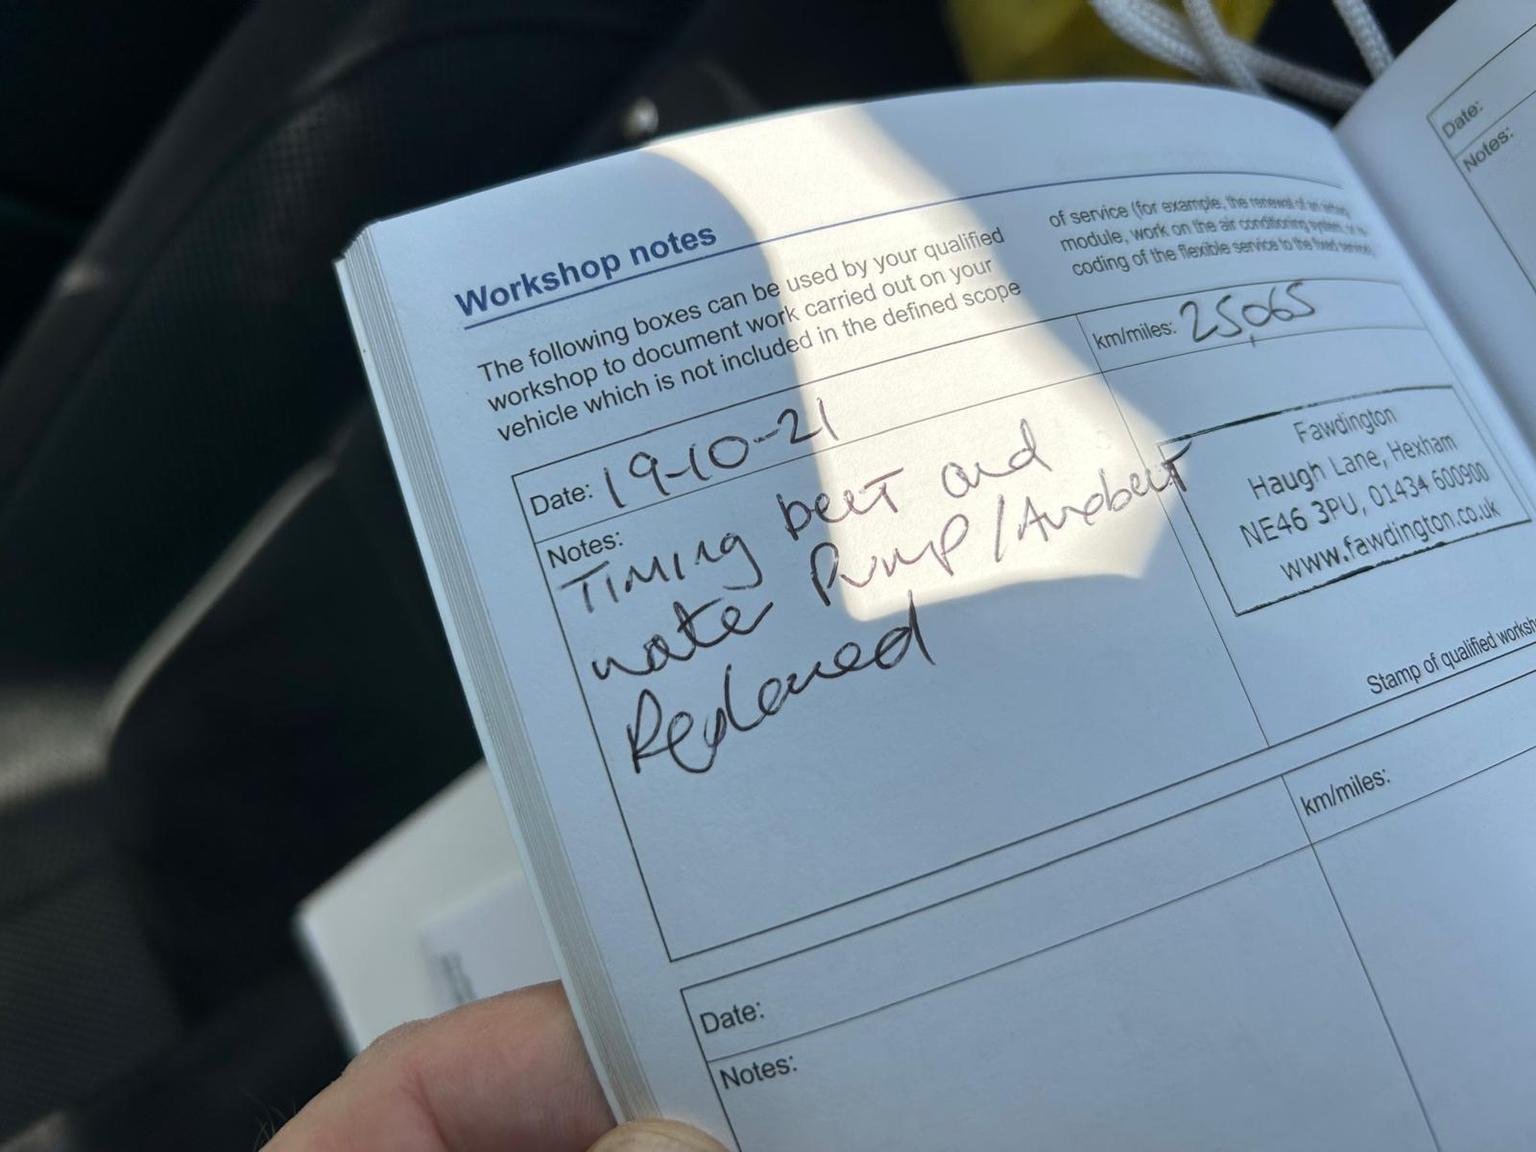 Workshop notes
The following boxes can be used by your qualified
workshop to document work carried out on your
vehicle which is not included in the defined scope
of service (for example, the renewal of an airbag
module, work on the air conditioning system, or
coding of the flexible service to the fixed service)
Date: 19-10-21
km/miles: 25065
Notes:
Timing belt and
water Pump / Auxbelt
Replaced
Fawdington
Haugh Lane, Hexham
NE46 3PU, 01434 600900
www.fawdington.co.uk
Stamp of qualified
Date:
km/miles:
Notes:
Date:
Notes: